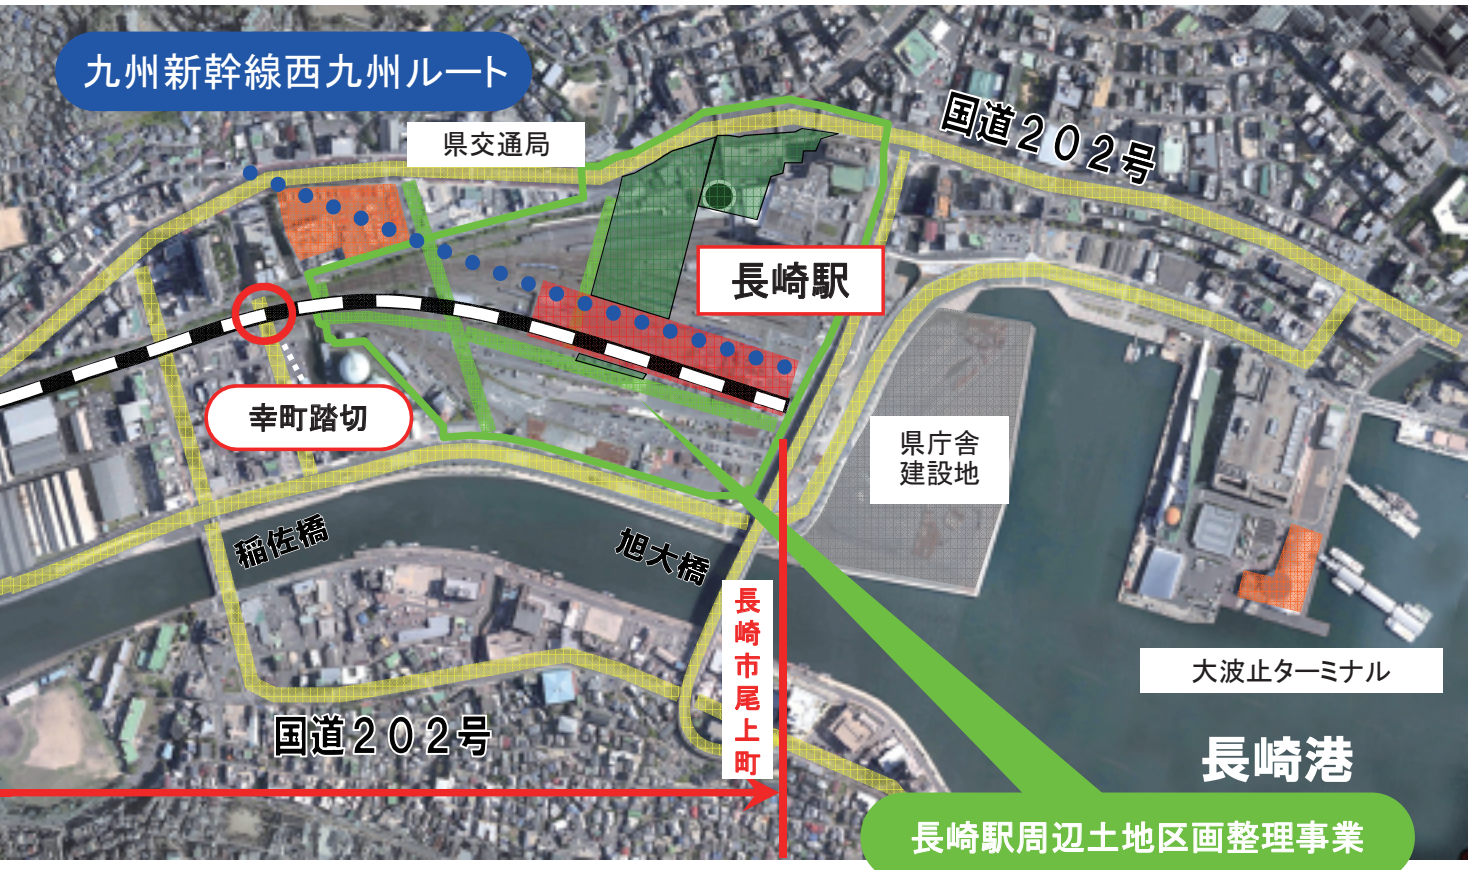 九州新幹線西九州ルート
県交通局
国道２０２号
長崎駅
幸町踏切
県庁舎
建設地
稲佐橋
旭大橋
長崎市尾上町
大波止ターミナル
国道２０２号
長崎港
長崎駅周辺土地区画整理事業